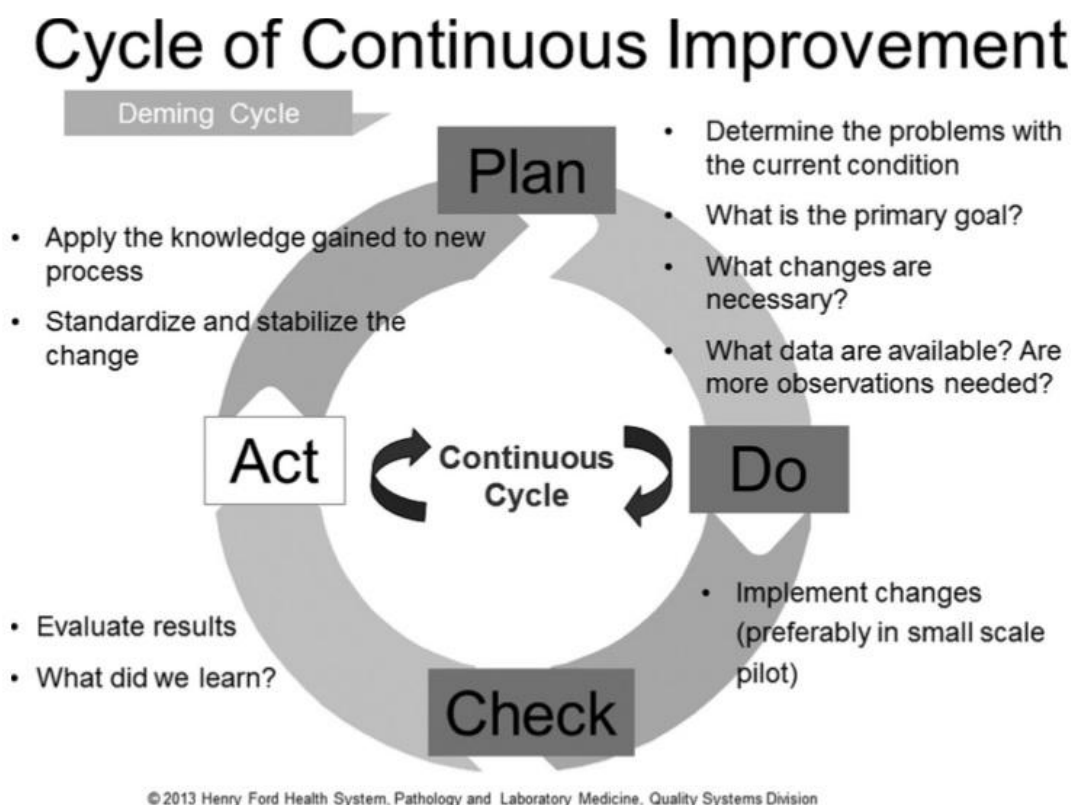 Cycle of Continuous Improvement
Deming Cycle
Plan
• Determine the problems with
the current condition
• What is the primary goal?
• What changes are
necessary?
• What data are available? Are
more observations needed?
• Apply the knowledge gained to new
process
• Standardize and stabilize the
change
Act
Continuous
Cycle
Do
• Implement changes
(preferably in small scale
pilot)
• Evaluate results
• What did we learn?
Check
© 2013 Henry Ford Health System, Pathology and Laboratory Medicine, Quality Systems Division